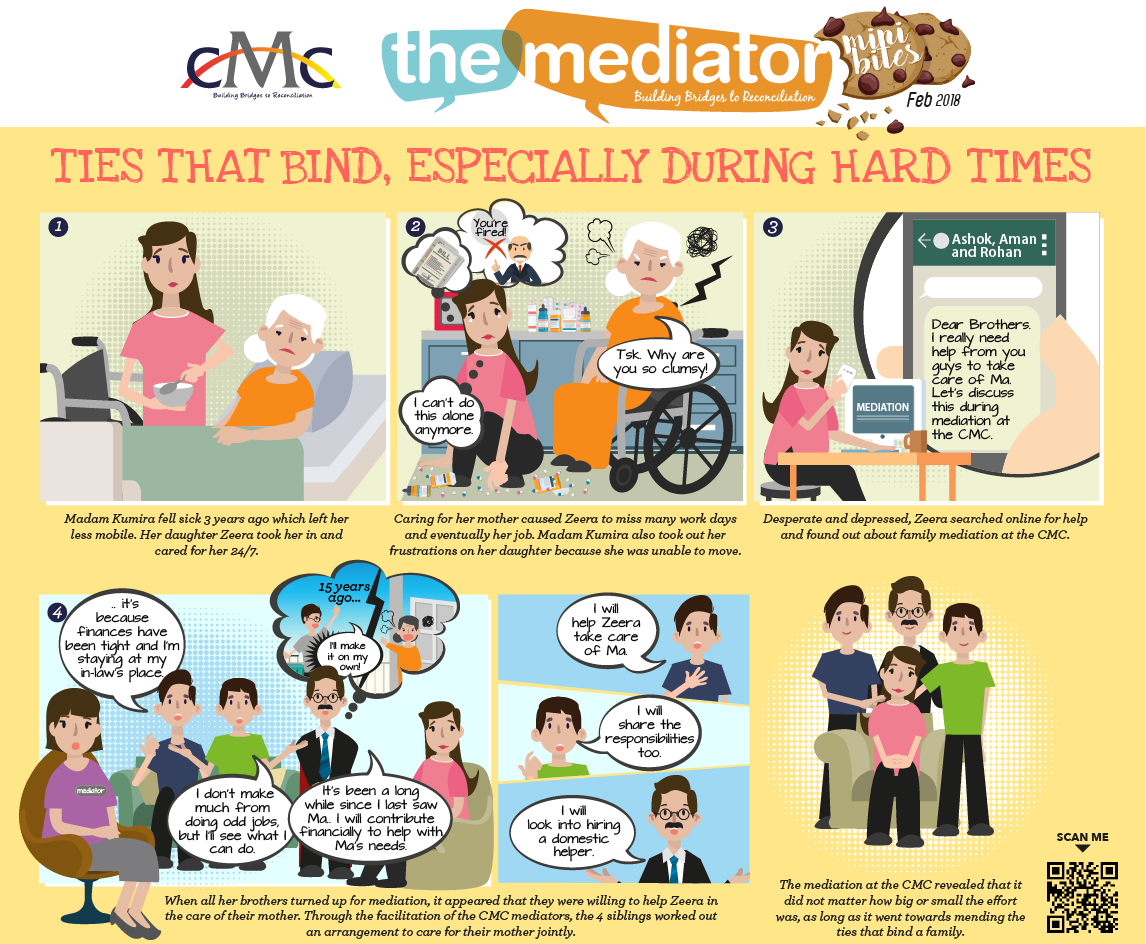 CMC
Building Bridges to Reconciliation
the mediator
Building Bridges to Reconciliation
mini
bites
Feb 2018
TIES THAT BIND, ESPECIALLY DURING HARD TIMES
1
2
You're
fired!
BILL
Tsk. Why are
you so clumsy!
I can't do
this alone
anymore.
3
Ashok, Aman
and Rohan
Dear Brothers.
I really need
help from you
guys to take
care of Ma.
Let's discuss
this during
mediation at
the CMC.
MEDIATION
Madam Kumira fell sick 3 years ago which left her
less mobile. Her daughter Zeera took her in and
cared for her 24/7.
Caring for her mother caused Zeera to miss many work days
and eventually her job. Madam Kumira also took out her
frustrations on her daughter because she was unable to move.
Desperate and depressed, Zeera searched online for help
and found out about family mediation at the CMC.
4
.. it's
because
finances have
been tight and I'm
staying at my
in-law's place.
15 years
ago...
I'll make
it on my
own!
mediator
I don't make
much from
doing odd jobs,
but I'll see what I
can do.
It's been a long
while since I last saw
Ma. I will contribute
financially to help with
Ma's needs.
I will
help Zeera
take care
of Ma.
I will
share the
responsibilities
too.
I will
look into hiring
a domestic
helper.
When all her brothers turned up for mediation, it appeared that they were willing to help Zeera in
the care of their mother. Through the facilitation of the CMC mediators, the 4 siblings worked out
an arrangement to care for their mother jointly.
The mediation at the CMC revealed that it
did not matter how big or small the effort
was, as long as it went towards mending the
ties that bind a family.
SCAN ME